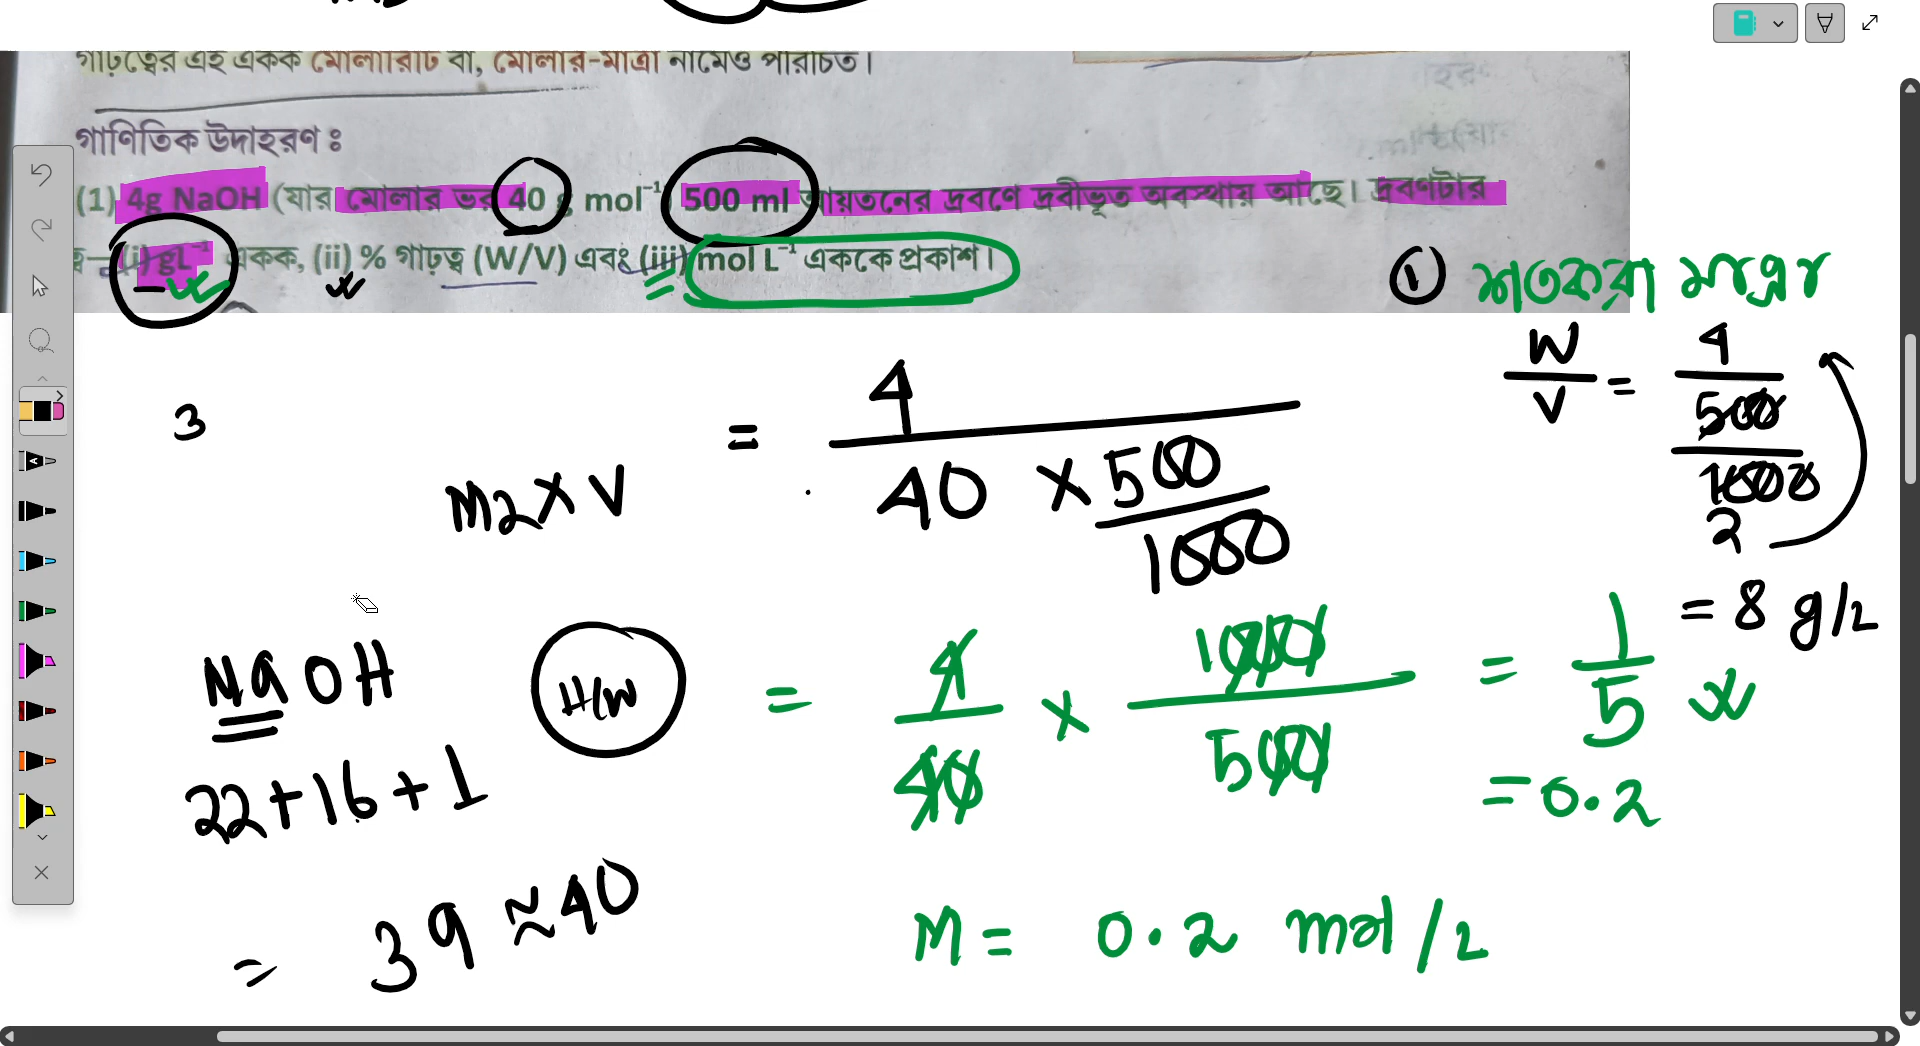 গাঢ়ত্বের এই একক মোলারিটি বা, মোলার-মাত্রা নামেও পরিচিত।
গাণিতিক উদাহরণ ঃ
(1) 4g NaOH (যার মোলার ভর 40 g mol⁻¹) 500 ml আয়তনের দ্রবণে দ্রবীভূত অবস্থায় আছে। দ্রবণটার
(i) gL⁻¹ একক, (ii) % গাঢ়ত্ব (W/V) এবং (iii) mol L⁻¹ এককে প্রকাশ।
① শতকরা
W/V = 4 / 500 / 1000
2
= 8 g/L
3
M2 X V = 4 / 40 X 500 / 1000
= 4/40 X 1000/500 = 1/5
= 0.2
M = 0.2 mol/L
NaOH
H/W
22+16+1
= 39 ≈ 40